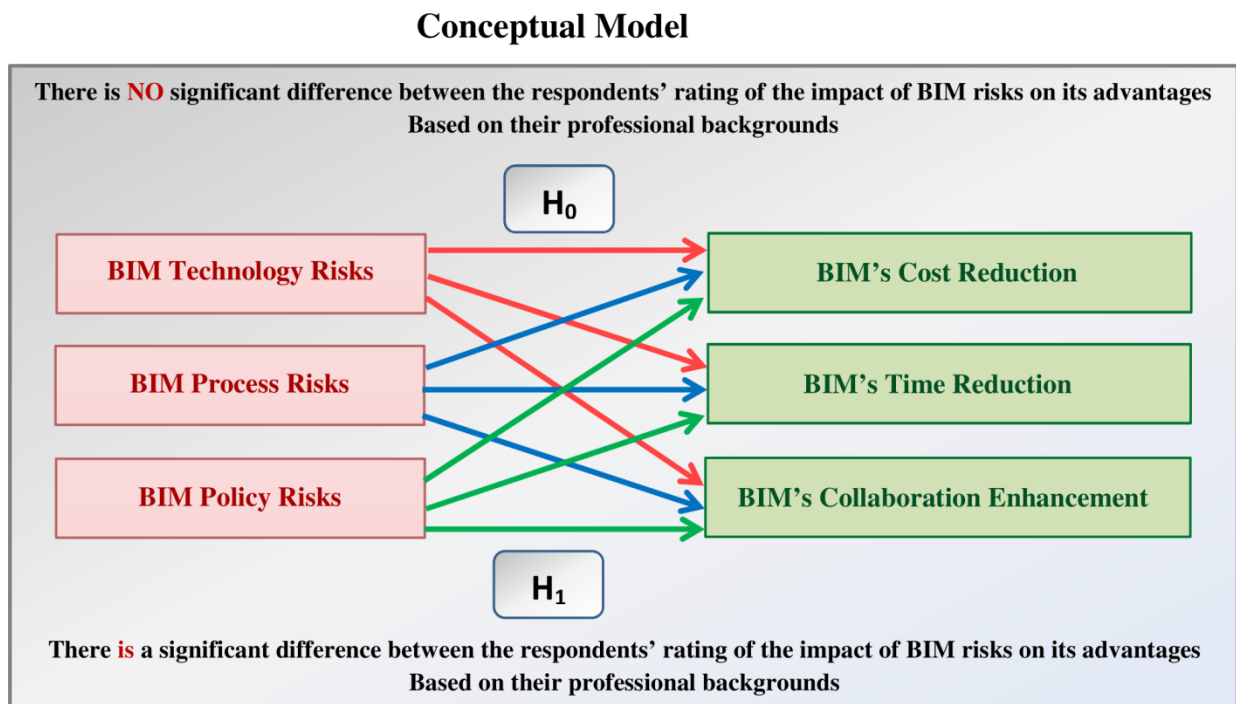 Conceptual Model
There is NO significant difference between the respondents’ rating of the impact of BIM risks on its advantages
Based on their professional backgrounds
H₀
BIM Technology Risks
BIM’s Cost Reduction
BIM Process Risks
BIM’s Time Reduction
BIM Policy Risks
BIM’s Collaboration Enhancement
H₁
There is a significant difference between the respondents’ rating of the impact of BIM risks on its advantages
Based on their professional backgrounds